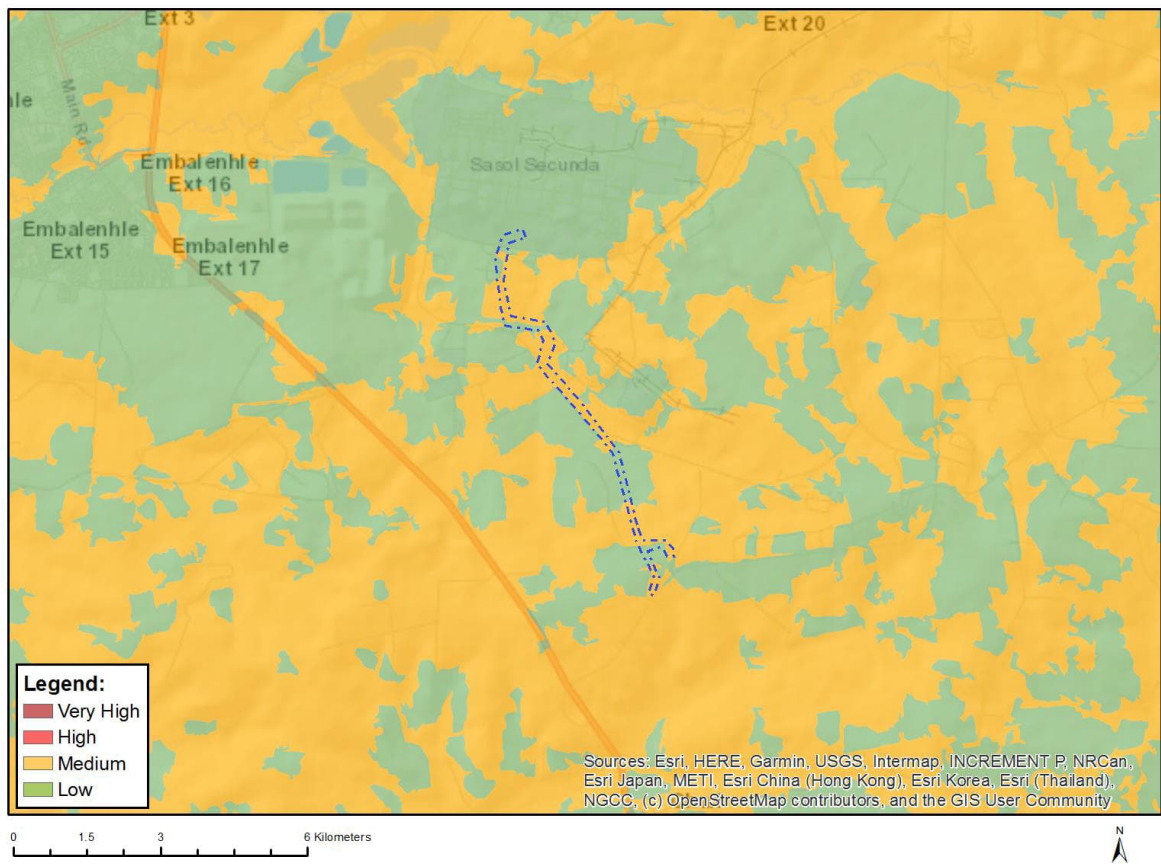 Ext 3
Ext 20
Main Rd
hle
Embalenhle
Ext 16
Sasol Secunda
Embalenhle
Ext 15
Embalenhle
Ext 17
Legend:
Very High
High
Medium
Low
Sources: Esri, HERE, Garmin, USGS, Intermap, INCREMENT P, NRCan,
Esri Japan, METI, Esri China (Hong Kong), Esri Korea, Esri (Thailand),
NGCC, (c) OpenStreetMap contributors, and the GIS User Community
0 1.5 3 6 Kilometers
N